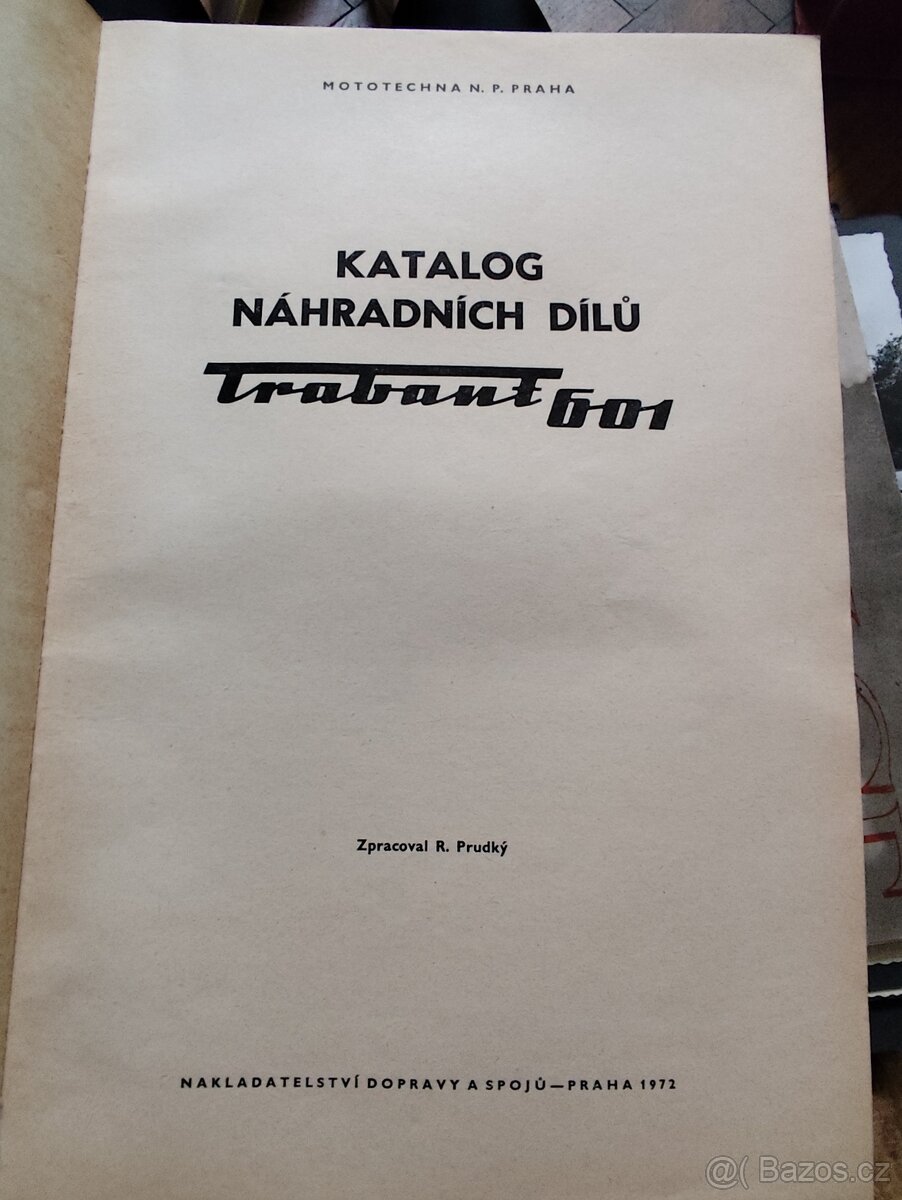 MOTOTECHNA N. P. PRAHA
KATALOG
NÁHRADNÍCH DÍLŮ
Trabant 601
Zpracoval R. Prudký
NAKLADATELSTVÍ DOPRAVY A SPOJŮ—PRAHA 1972
@( Bazos.cz